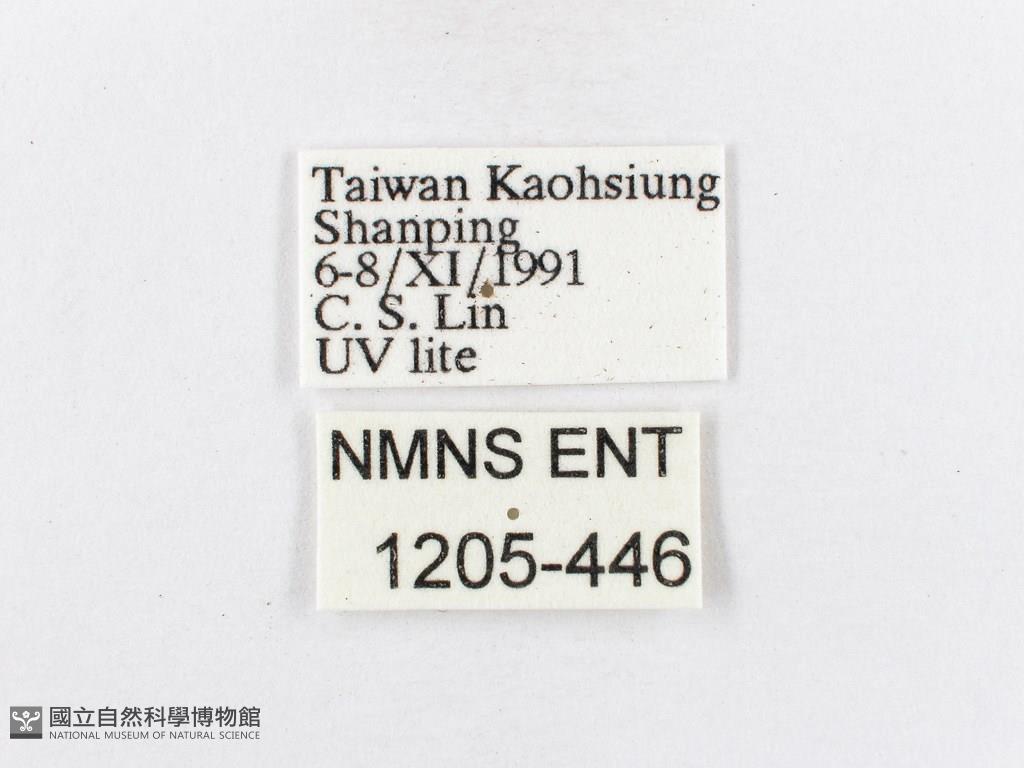 Taiwan Kaohsiung
Shanping
6-8/XI/1991
C. S. Lin
UV lite
NMNS ENT
1205-446
國立自然科學博物館
NATIONAL MUSEUM OF NATURAL SCIENCE